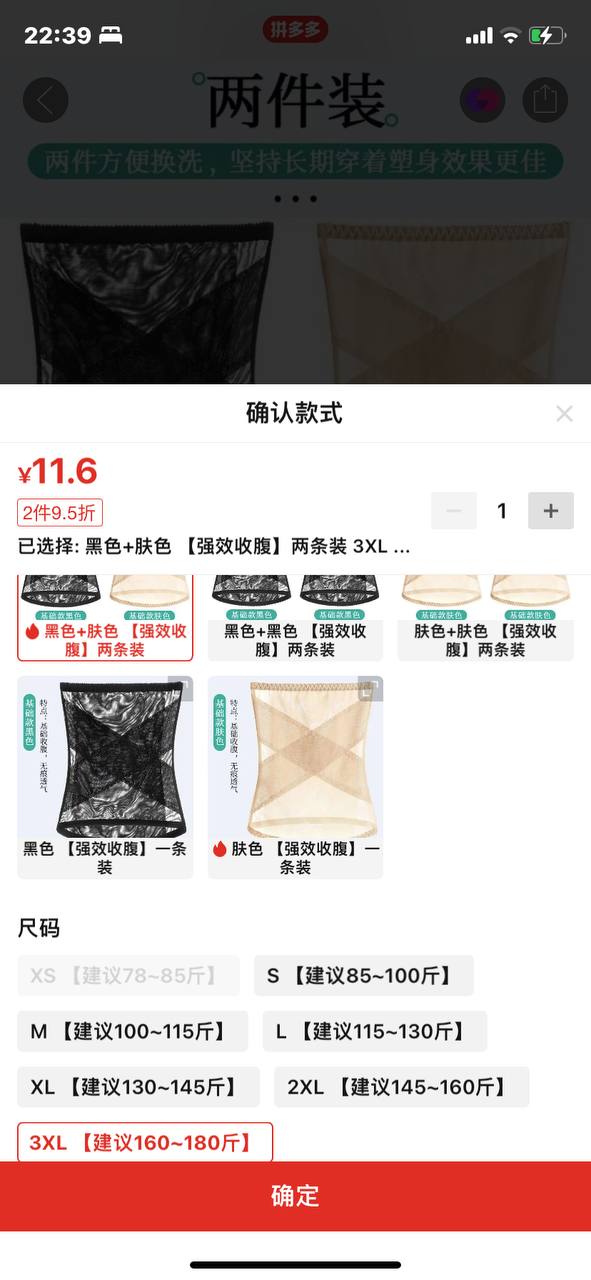 22:39
拼多多
两件装
两件方便换洗，坚持长期穿着塑身效果更佳
确认款式
¥11.6
2件9.5折
1
已选择: 黑色+肤色 【强效收腹】两条装 3XL ...
基础款黑色
基础款肤色
基础款黑色
基础款黑色
基础款肤色
基础款肤色
黑色+肤色 【强效收腹】两条装
黑色+黑色 【强效收腹】两条装
肤色+肤色 【强效收腹】两条装
基础款黑色
特点：基础收腹，无痕透气
基础款肤色
特点：基础收腹，无痕透气
黑色 【强效收腹】一条装
肤色 【强效收腹】一条装
尺码
XS 【建议78~85斤】
S 【建议85~100斤】
M 【建议100~115斤】
L 【建议115~130斤】
XL 【建议130~145斤】
2XL 【建议145~160斤】
3XL 【建议160~180斤】
确定